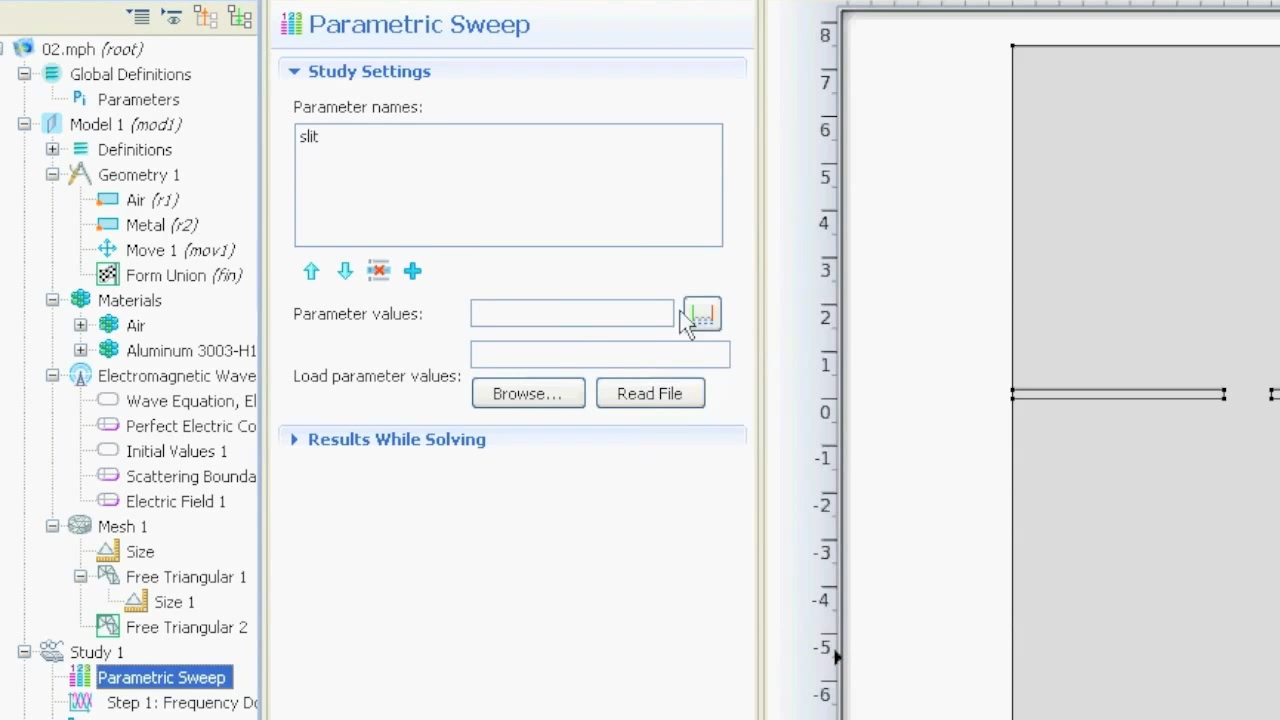 02.mph (root)
Global Definitions
Pi Parameters
Model 1 (mod1)
Definitions
Geometry 1
Air (r1)
Metal (r2)
Move 1 (mov1)
Form Union (fin)
Materials
Air
Aluminum 3003-H1
Electromagnetic Wave
Wave Equation, El
Perfect Electric Co
Initial Values 1
Scattering Bounda
Electric Field 1
Mesh 1
Size
Free Triangular 1
Size 1
Free Triangular 2
Study 1
Parametric Sweep
Step 1: Frequency Do
123 Parametric Sweep
Study Settings
Parameter names:
slit
Parameter values:
Load parameter values:
Browse...
Read File
Results While Solving
8
7
6
5
4
3
2
1
0
-1
-2
-3
-4
-5
-6